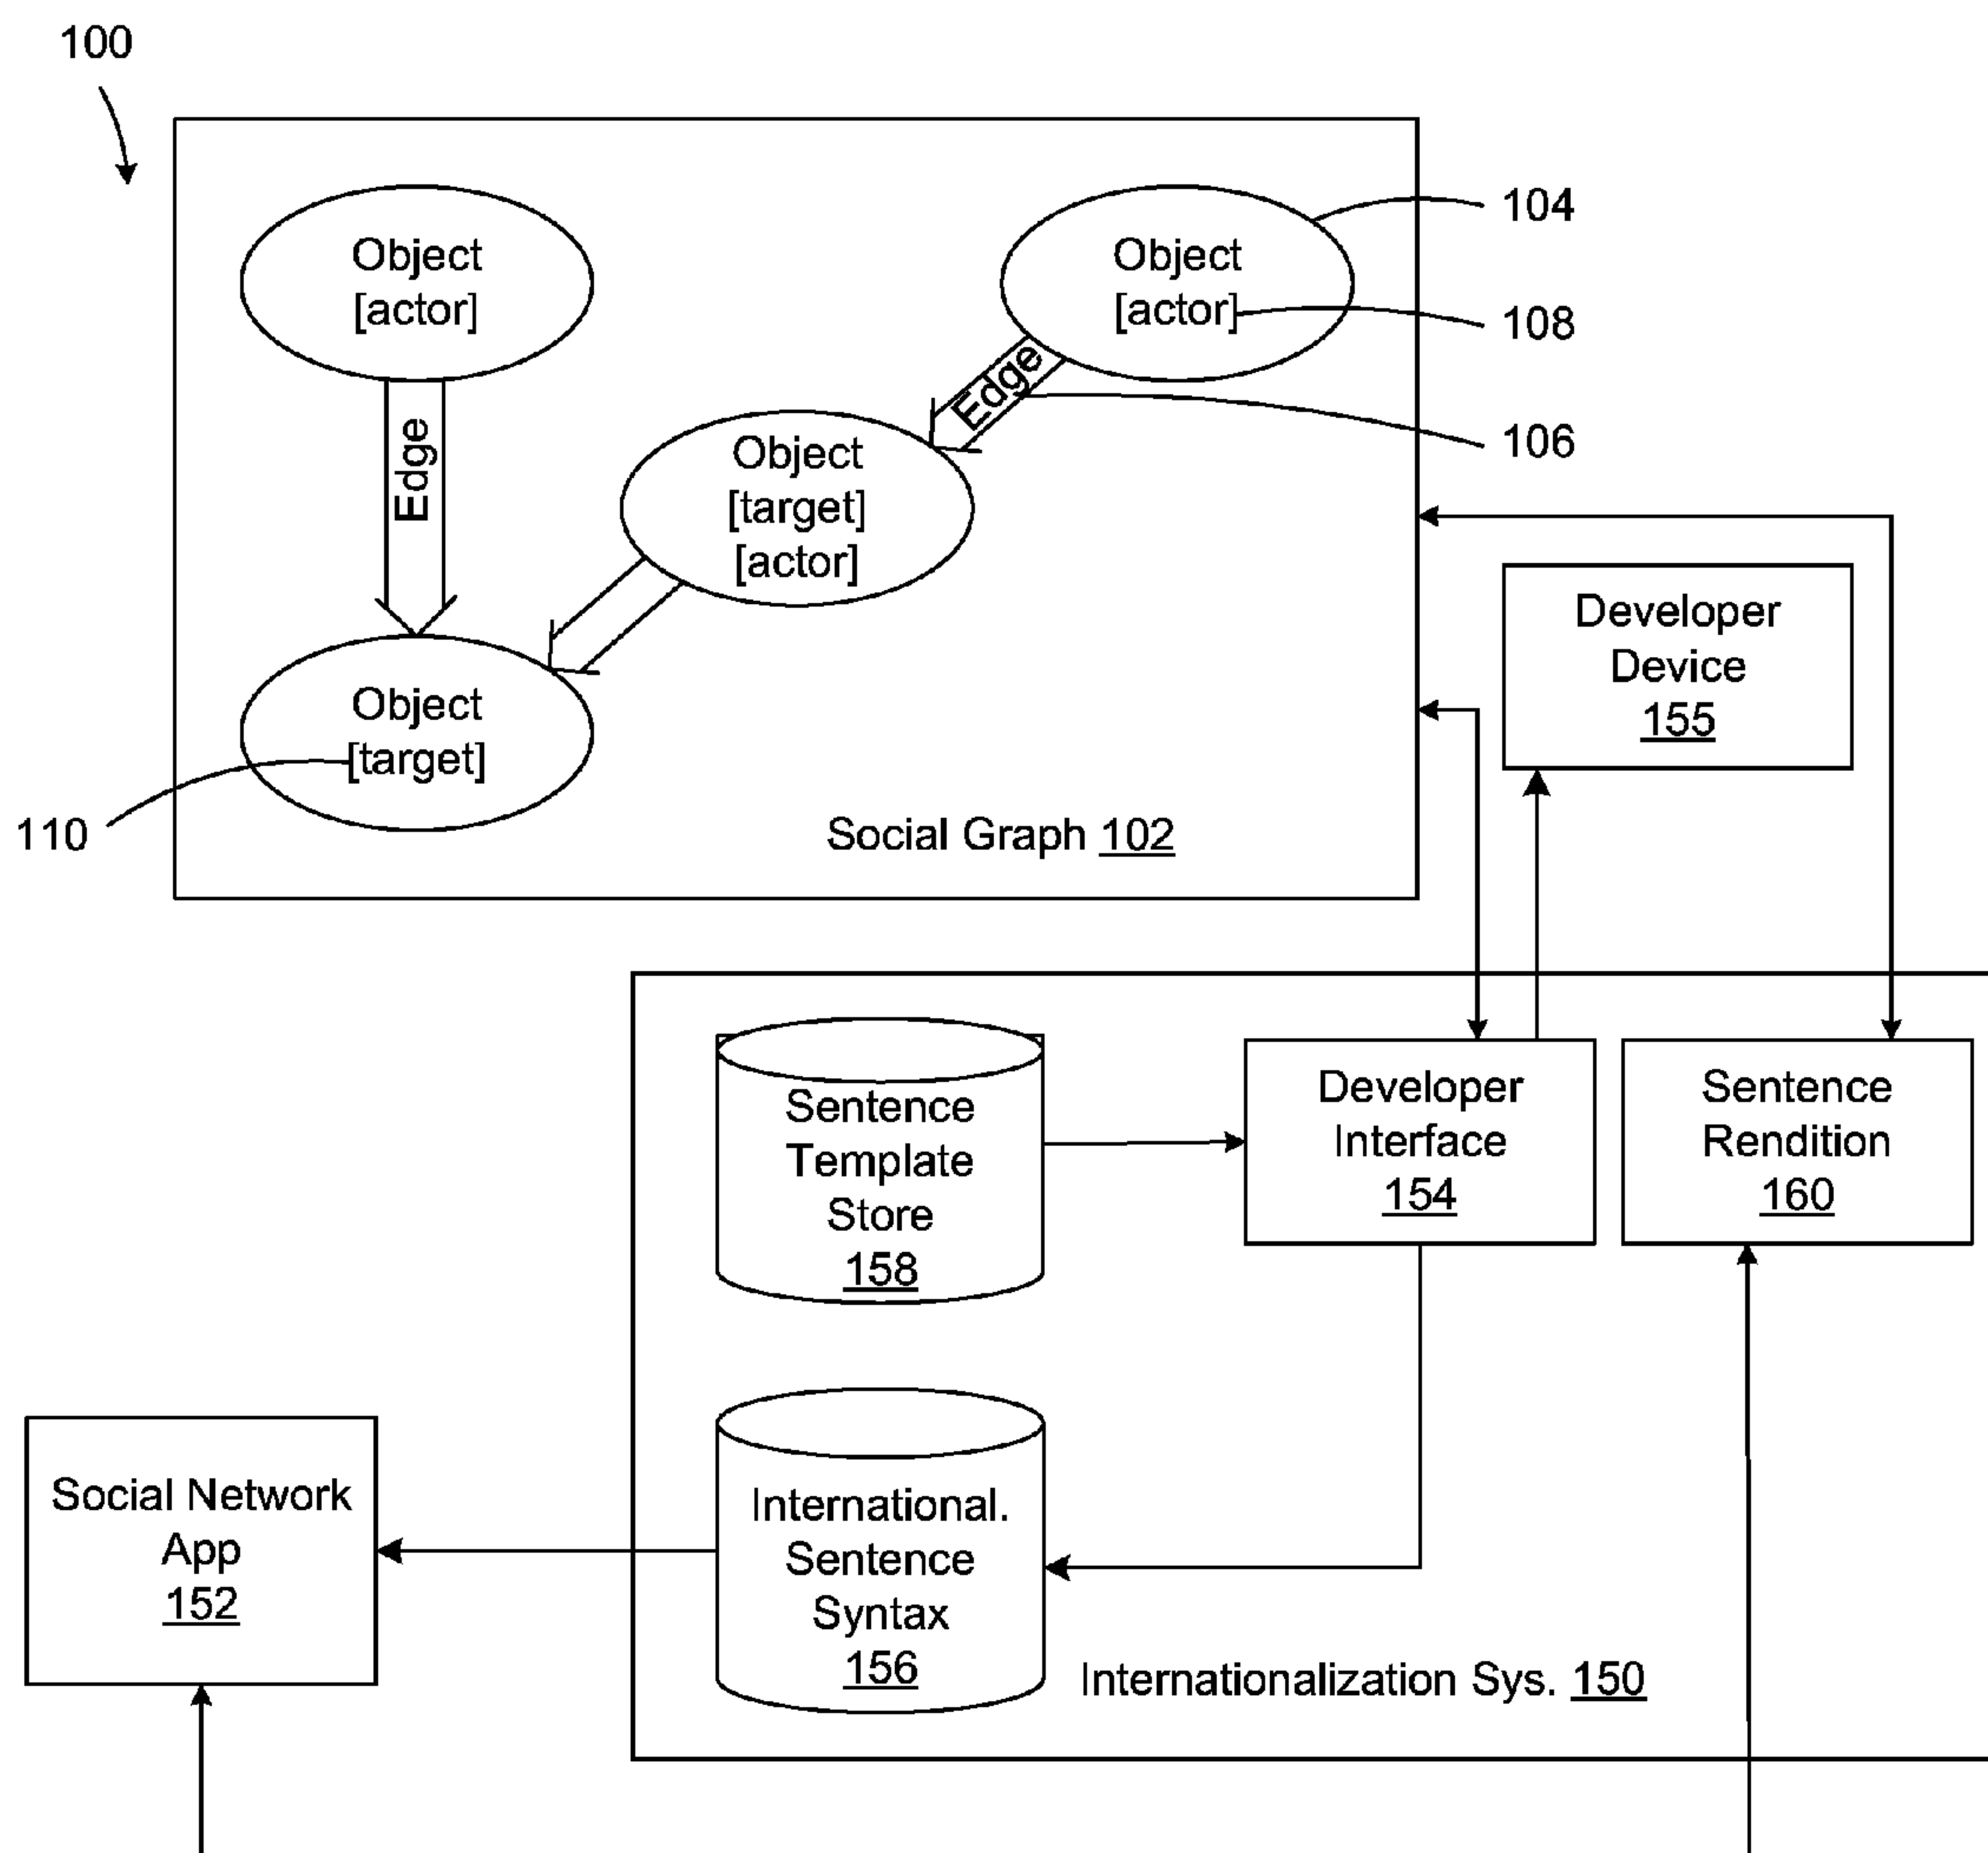 100
Object
[actor]
Object
[actor]
104
108
Edge
106
Edge
Object
[target]
[actor]
Object
[target]
110
Social Graph 102
Developer
Device
155
Sentence
Template
Store
158
Developer
Interface
154
Sentence
Rendition
160
Social Network
App
152
International.
Sentence
Syntax
156
Internationalization Sys. 150